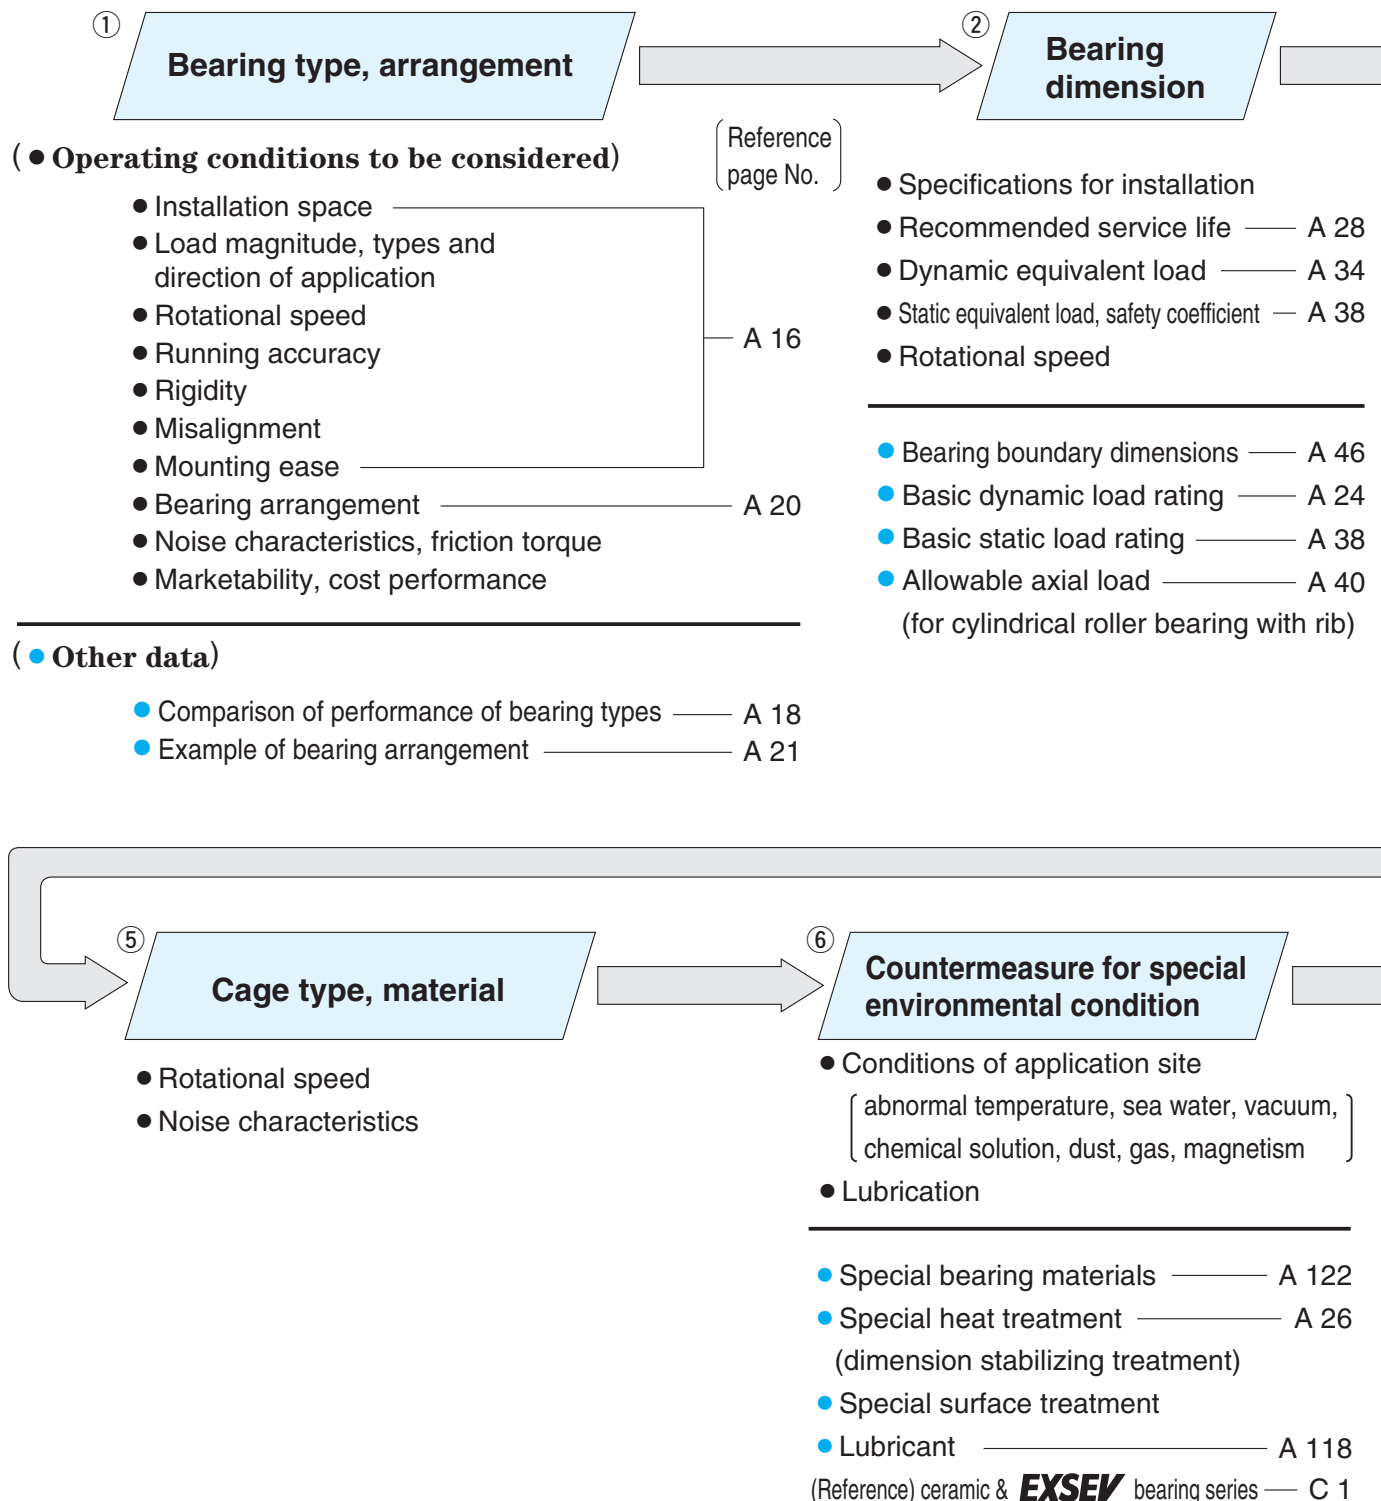 ①
Bearing type, arrangement
(● Operating conditions to be considered)
Reference
page No.
● Installation space
● Load magnitude, types and
direction of application
● Rotational speed
● Running accuracy
● Rigidity
● Misalignment
● Mounting ease
A 16
● Bearing arrangement A 20
● Noise characteristics, friction torque
● Marketability, cost performance
(● Other data)
● Comparison of performance of bearing types A 18
● Example of bearing arrangement A 21
②
Bearing
dimension
● Specifications for installation
● Recommended service life A 28
● Dynamic equivalent load A 34
● Static equivalent load, safety coefficient A 38
● Rotational speed
● Bearing boundary dimensions A 46
● Basic dynamic load rating A 24
● Basic static load rating A 38
● Allowable axial load A 40
(for cylindrical roller bearing with rib)
⑤
Cage type, material
● Rotational speed
● Noise characteristics
⑥
Countermeasure for special
environmental condition
● Conditions of application site
abnormal temperature, sea water, vacuum,
chemical solution, dust, gas, magnetism
● Lubrication
● Special bearing materials A 122
● Special heat treatment A 26
(dimension stabilizing treatment)
● Special surface treatment
● Lubricant A 118
(Reference) ceramic & EXSEV bearing series C 1